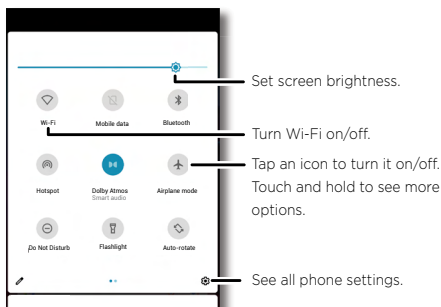 Set screen brightness.
Wi-Fi
Mobile data
Bluetooth
Turn Wi-Fi on/off.
Tap an icon to turn it on/off.
Touch and hold to see more
options.
Hotspot
Dolby Atmos
Smart audio
Airplane mode
Do Not Disturb
Flashlight
Auto-rotate
See all phone settings.